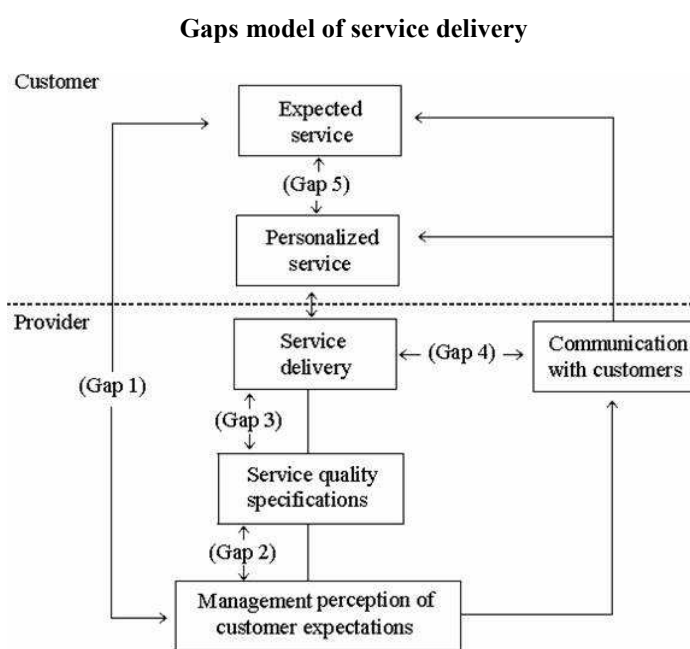 Gaps model of service delivery
Customer
Expected
service
(Gap 5)
Personalized
service
Provider
Service
delivery
(Gap 4)
Communication
with customers
(Gap 1)
(Gap 3)
Service quality
specifications
(Gap 2)
Management perception of
customer expectations